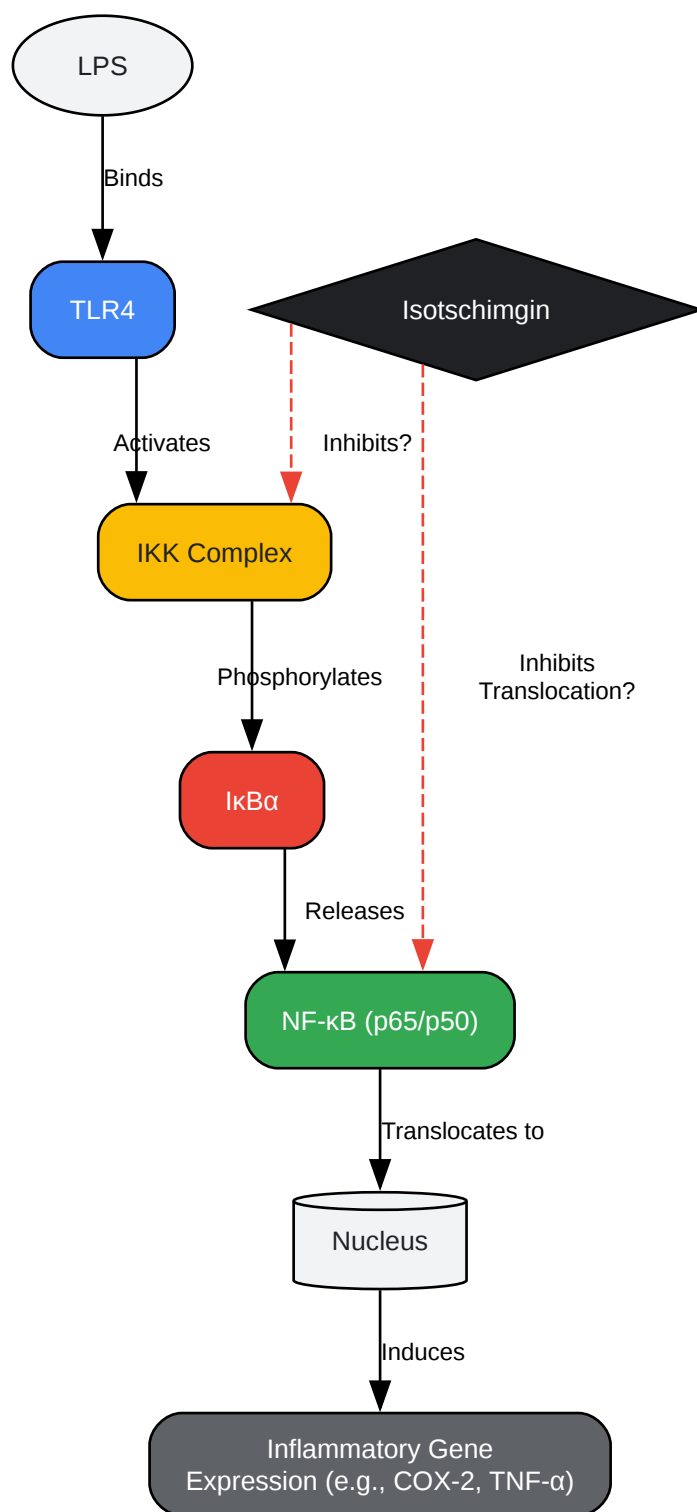 LPS
Binds
TLR4
Isotschimgin
Activates
Inhibits?
IKK Complex
Phosphorylates
Inhibits
Translocation?
IκBα
Releases
NF-κB (p65/p50)
Translocates to
Nucleus
Induces
Inflammatory Gene
Expression (e.g., COX-2, TNF-α)